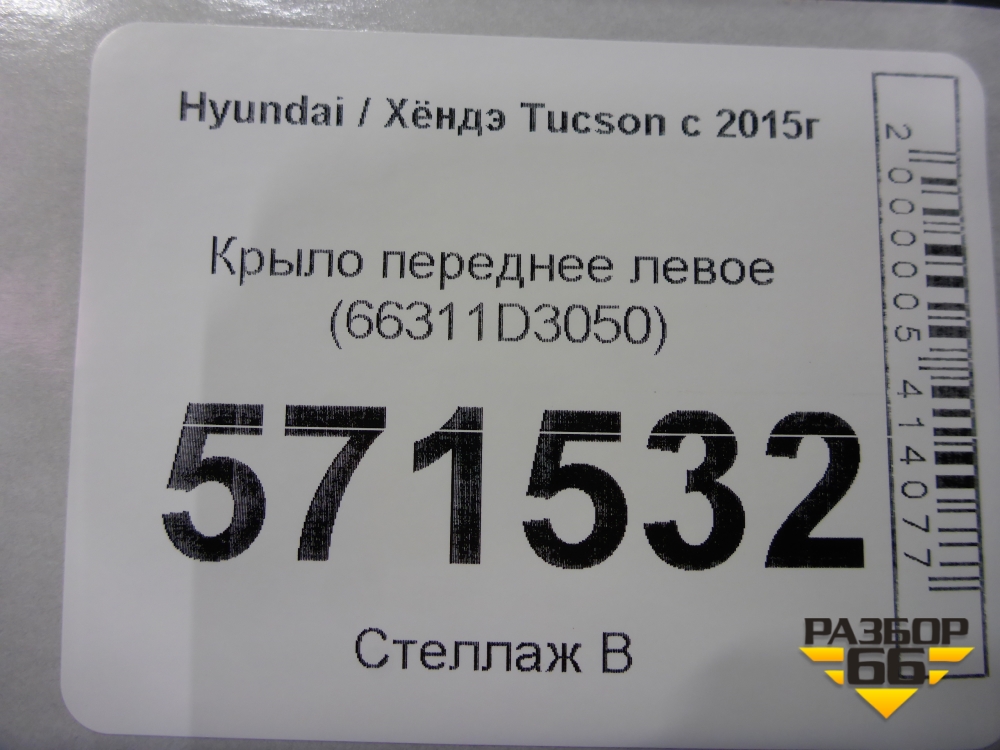 Hyundai / Хёндэ Tucson с 2015г
Крыло переднее левое
(66311D3050)
571532
Стеллаж В
2000005414077
РАЗБОР
66